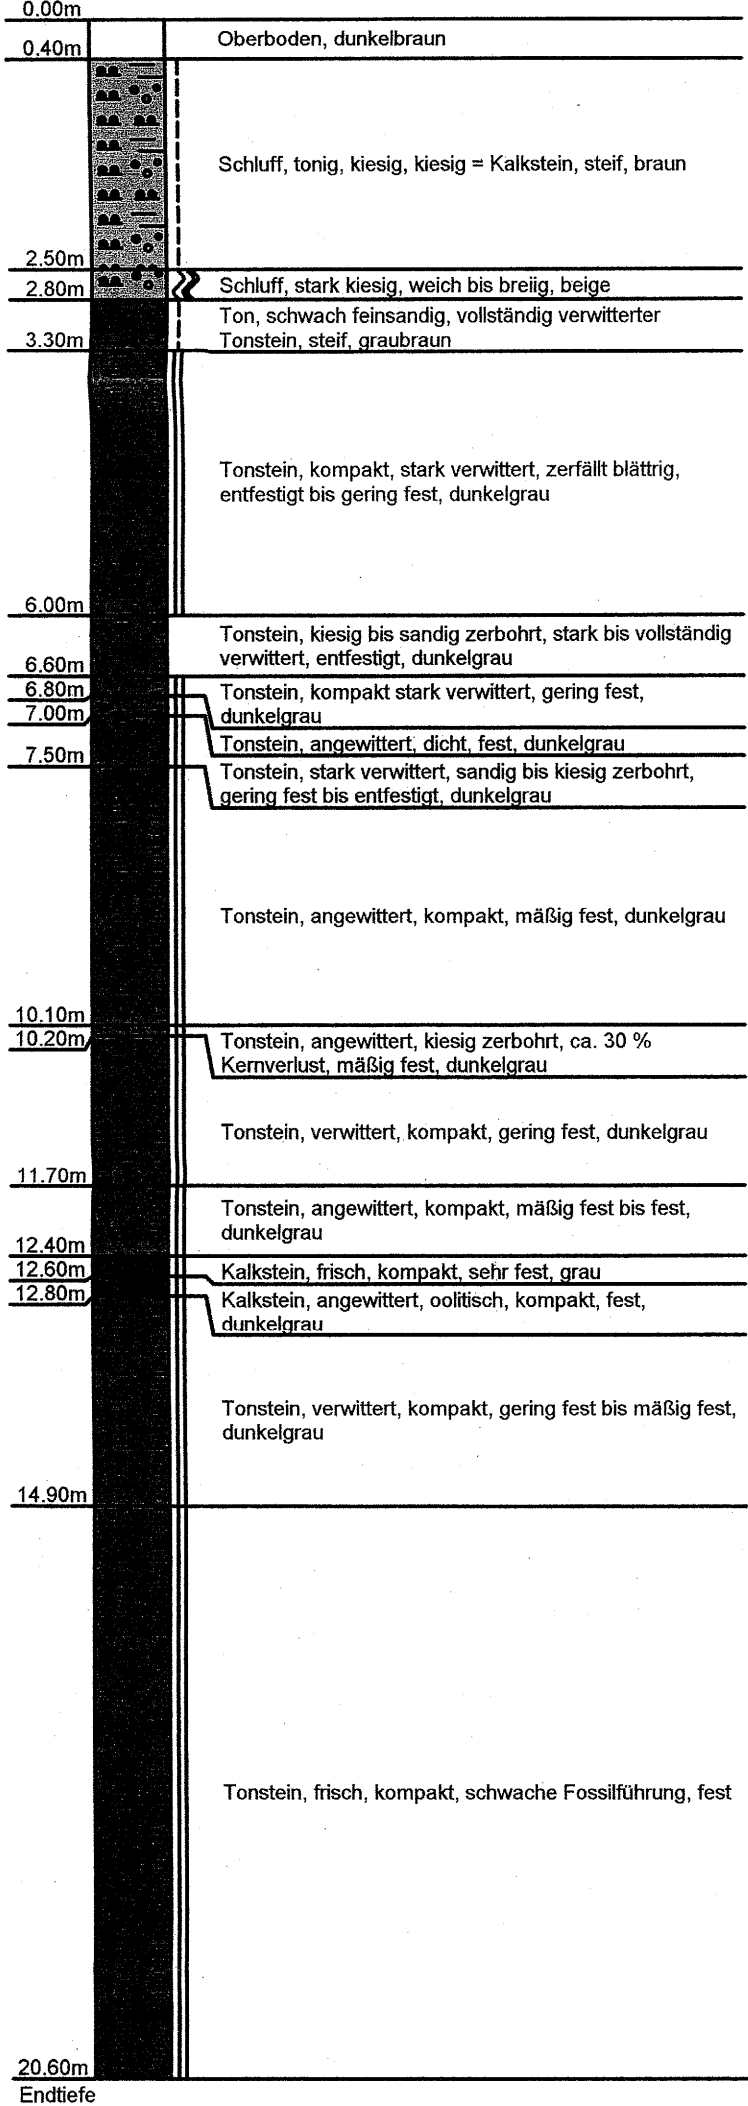 0.00m
Oberboden, dunkelbraun
0.40m
Schluff, tonig, kiesig, kiesig = Kalkstein, steif, braun
2.50m
Schluff, stark kiesig, weich bis breiig, beige
2.80m
Ton, schwach feinsandig, vollständig verwitterter
Tonstein, steif, graubraun
3.30m
Tonstein, kompakt, stark verwittert, zerfällt blättrig,
entfestigt bis gering fest, dunkelgrau
6.00m
Tonstein, kiesig bis sandig zerbohrt, stark bis vollständig
verwittert, entfestigt, dunkelgrau
6.60m
6.80m
Tonstein, kompakt stark verwittert, gering fest,
dunkelgrau
7.00m
Tonstein, angewittert, dicht, fest, dunkelgrau
7.50m
Tonstein, stark verwittert, sandig bis kiesig zerbohrt,
gering fest bis entfestigt, dunkelgrau
Tonstein, angewittert, kompakt, mäßig fest, dunkelgrau
10.10m
10.20m
Tonstein, angewittert, kiesig zerbohrt, ca. 30 %
Kernverlust, mäßig fest, dunkelgrau
Tonstein, verwittert, kompakt, gering fest, dunkelgrau
11.70m
Tonstein, angewittert, kompakt, mäßig fest bis fest,
dunkelgrau
12.40m
12.60m
Kalkstein, frisch, kompakt, sehr fest, grau
12.80m
Kalkstein, angewittert, oolitisch, kompakt, fest,
dunkelgrau
Tonstein, verwittert, kompakt, gering fest bis mäßig fest,
dunkelgrau
14.90m
Tonstein, frisch, kompakt, schwache Fossilführung, fest
20.60m
Endtiefe